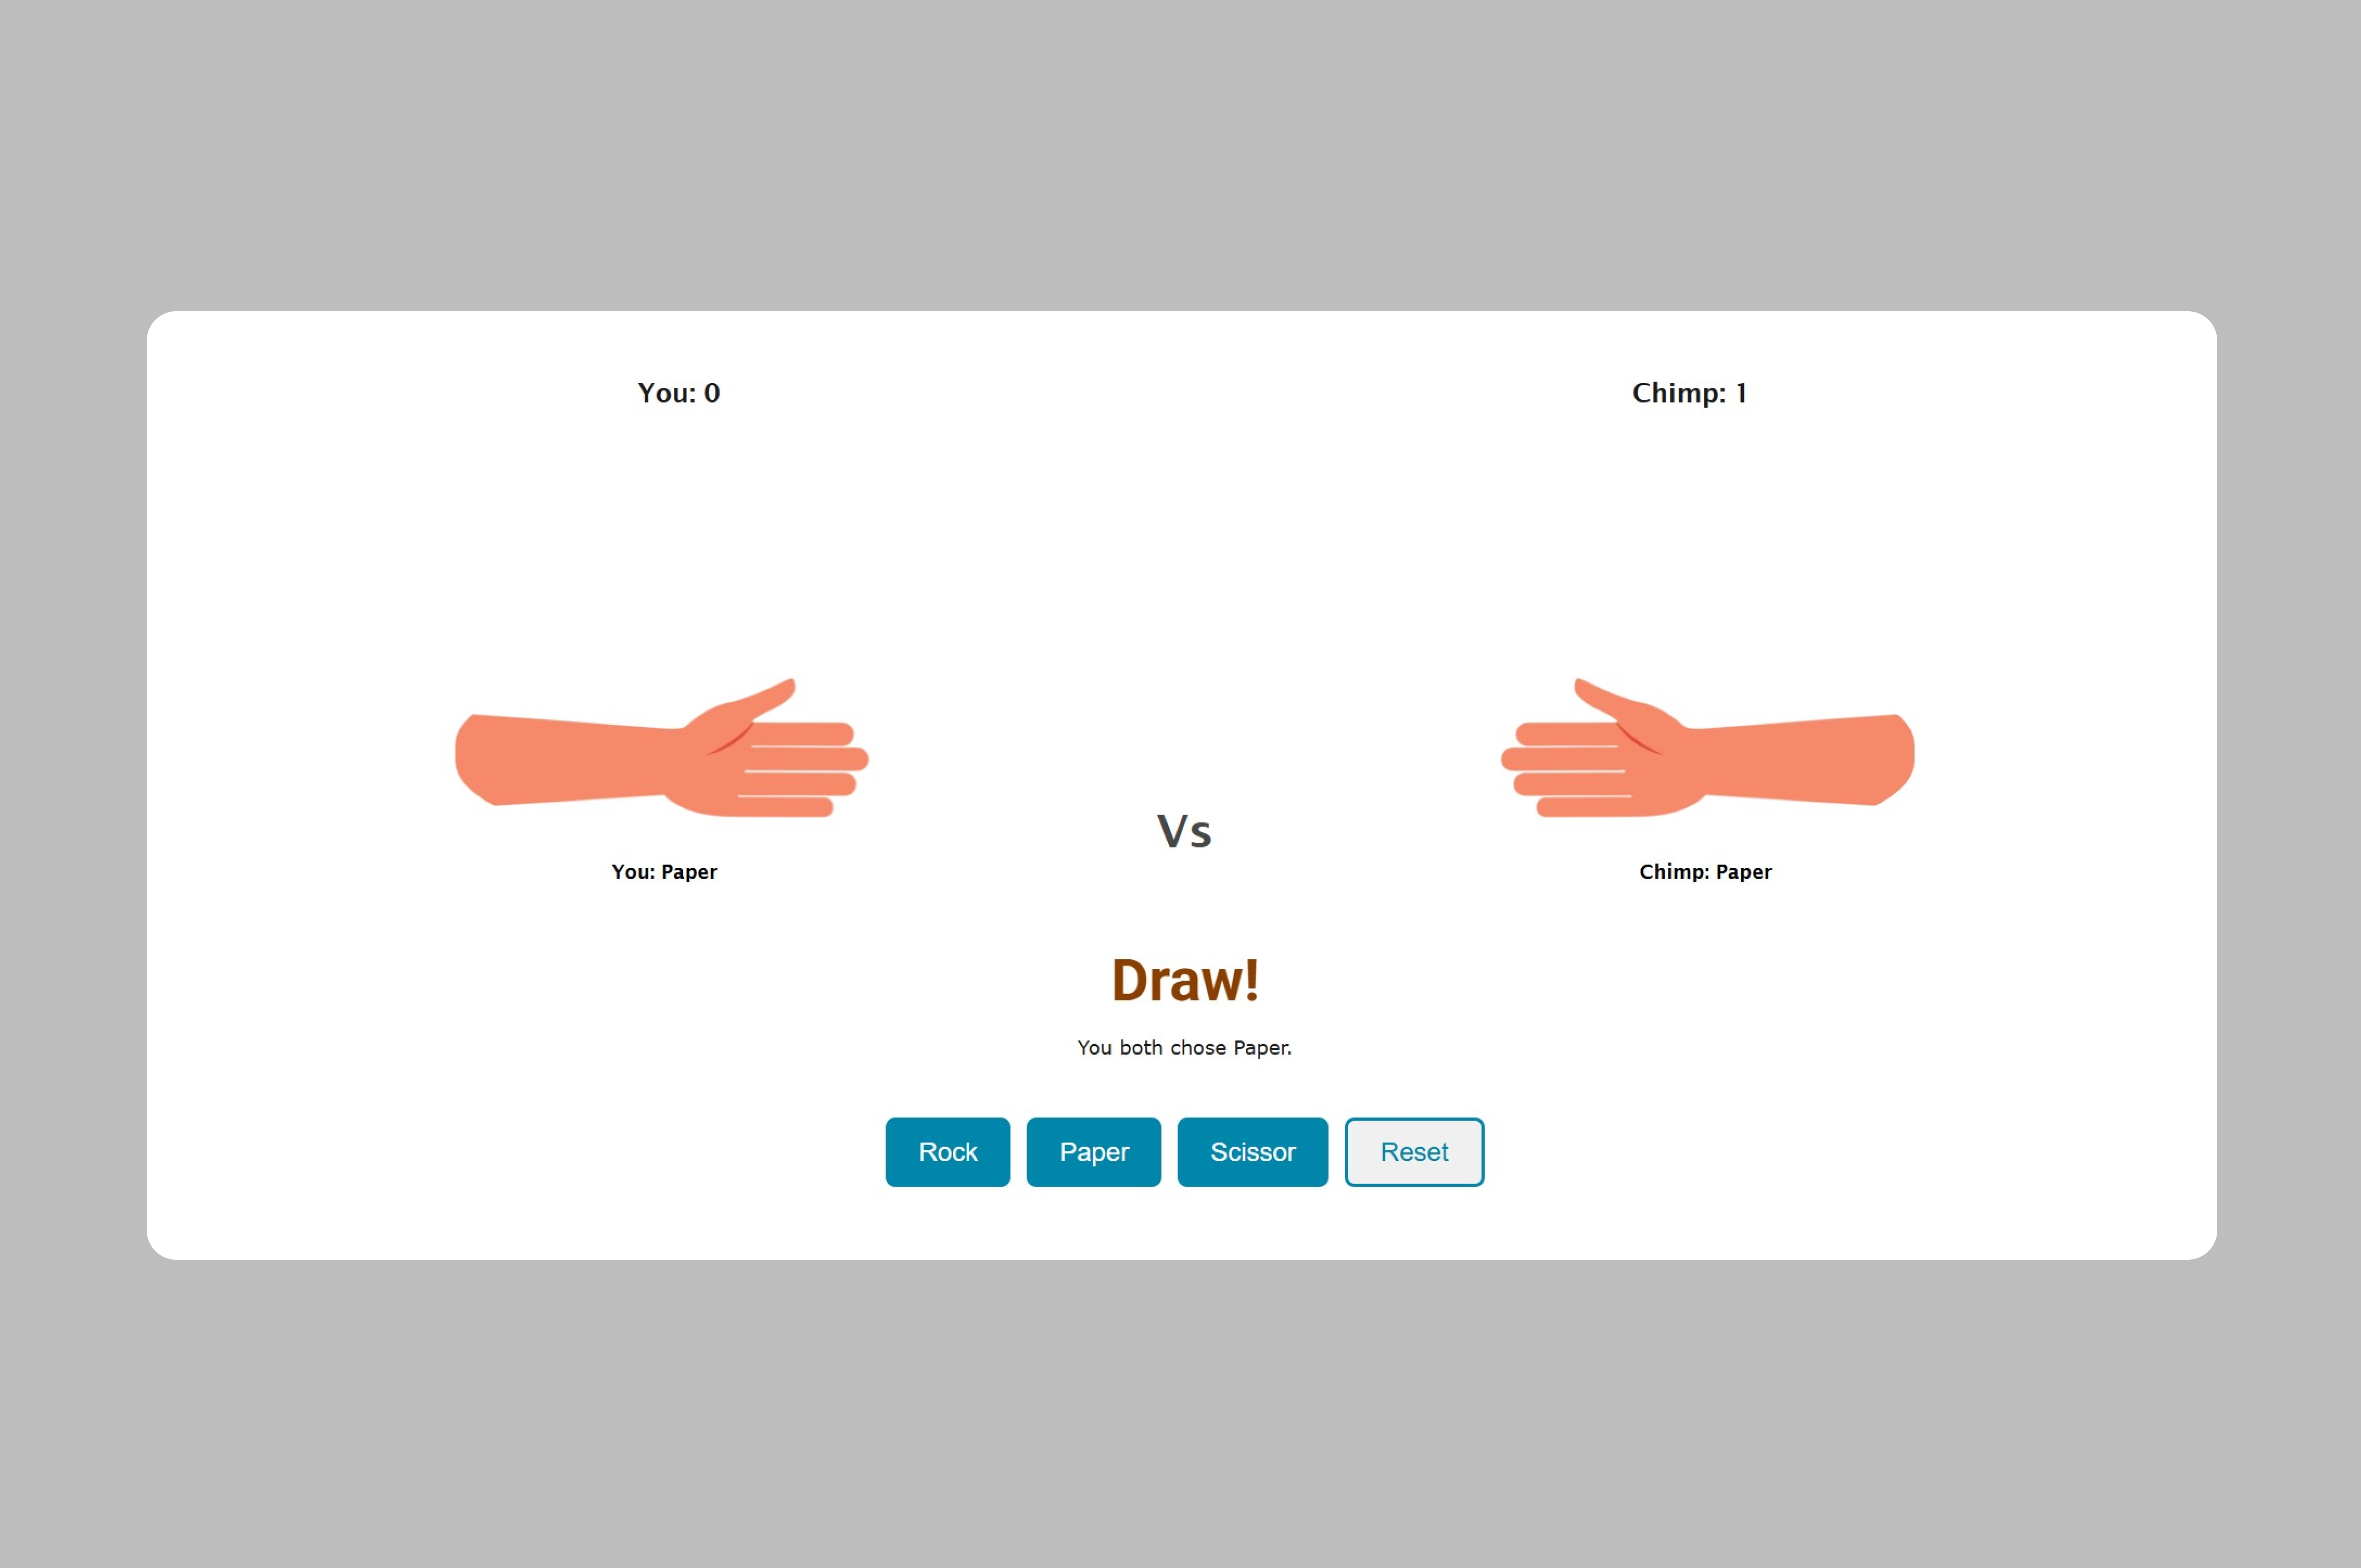 You: 0
Chimp: 1
Vs
You: Paper
Chimp: Paper
Draw!
You both chose Paper.
Rock
Paper
Scissor
Reset